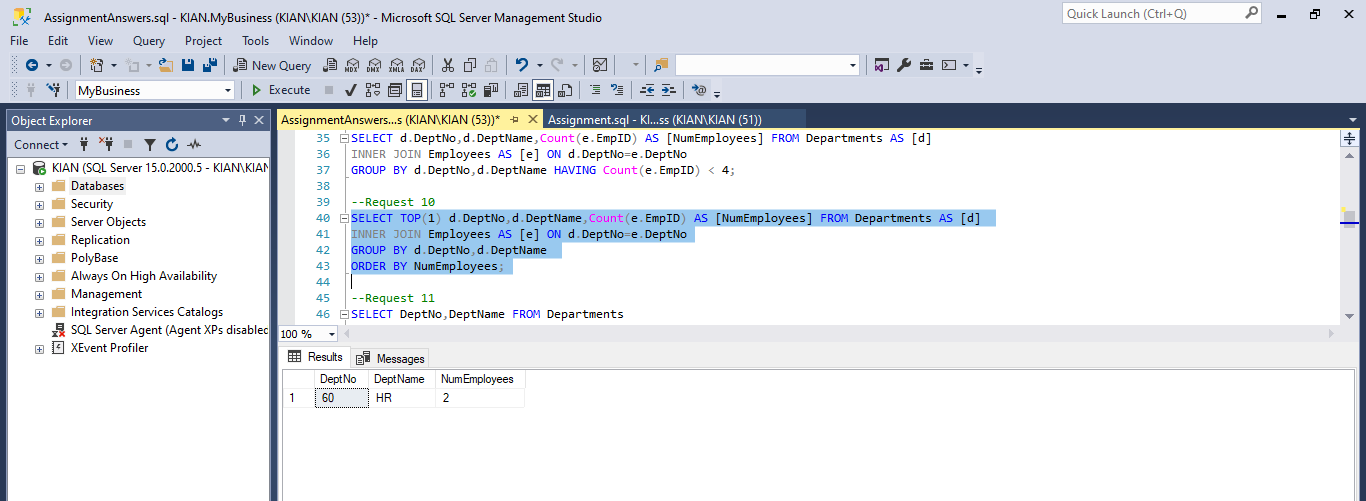 AssignmentAnswers.sql - KIAN.MyBusiness (KIAN\KIAN (53))* - Microsoft SQL Server Management Studio
Quick Launch (Ctrl+Q)
File Edit View Query Project Tools Window Help
New Query MDX DMX XMLA DAX
MyBusiness Execute
Object Explorer
AssignmentAnswers...s (KIAN\KIAN (53))* Assignment.sql - KI...ss (KIAN\KIAN (51))
Connect
KIAN (SQL Server 15.0.2000.5 - KIAN\KIAN
Databases
Security
Server Objects
Replication
PolyBase
Always On High Availability
Management
Integration Services Catalogs
SQL Server Agent (Agent XPs disabled
XEvent Profiler
35 SELECT d.DeptNo,d.DeptName,Count(e.EmpID) AS [NumEmployees] FROM Departments AS [d]
36 INNER JOIN Employees AS [e] ON d.DeptNo=e.DeptNo
37 GROUP BY d.DeptNo,d.DeptName HAVING Count(e.EmpID) < 4;
38
39 --Request 10
40 SELECT TOP(1) d.DeptNo,d.DeptName,Count(e.EmpID) AS [NumEmployees] FROM Departments AS [d]
41 INNER JOIN Employees AS [e] ON d.DeptNo=e.DeptNo
42 GROUP BY d.DeptNo,d.DeptName
43 ORDER BY NumEmployees;
44
45 --Request 11
46 SELECT DeptNo,DeptName FROM Departments
100 %
Results Messages
DeptNo DeptName NumEmployees
1 60 HR 2